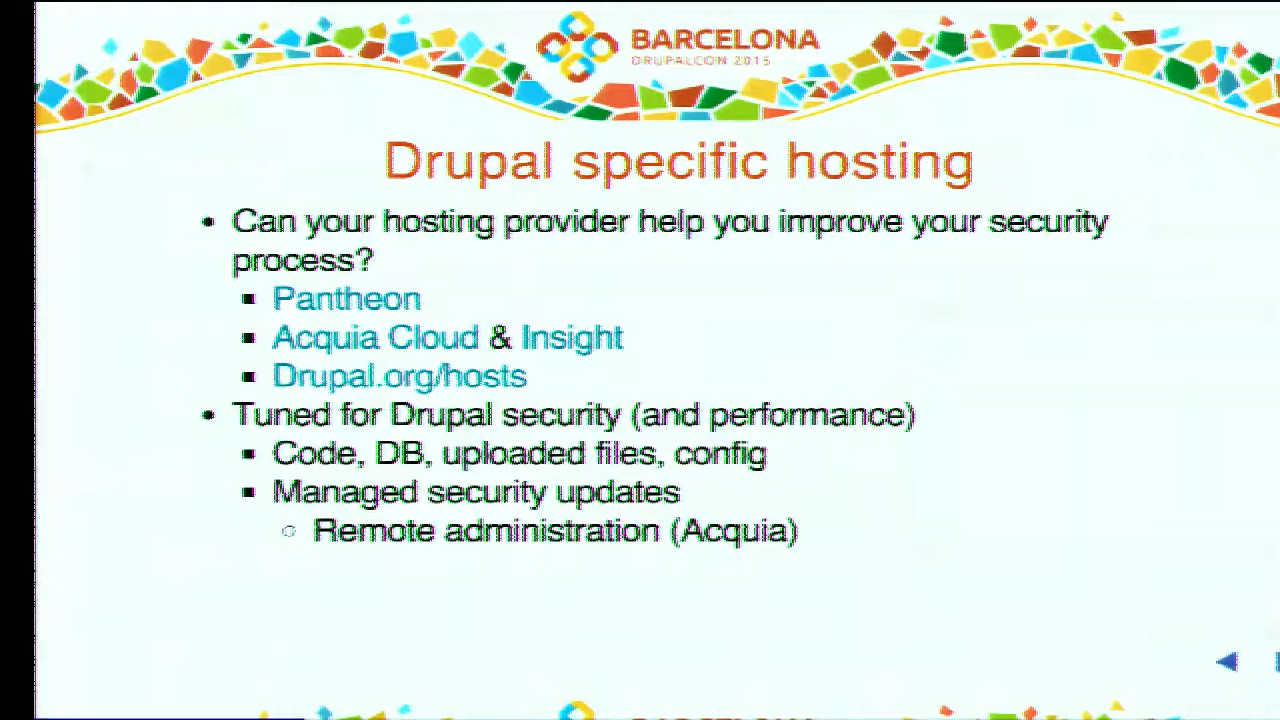 BARCELONA
DRUPALCON 2015
Drupal specific hosting
• Can your hosting provider help you improve your security
process?
▪ Pantheon
▪ Acquia Cloud & Insight
▪ Drupal.org/hosts
• Tuned for Drupal security (and performance)
▪ Code, DB, uploaded files, config
▪ Managed security updates
○ Remote administration (Acquia)